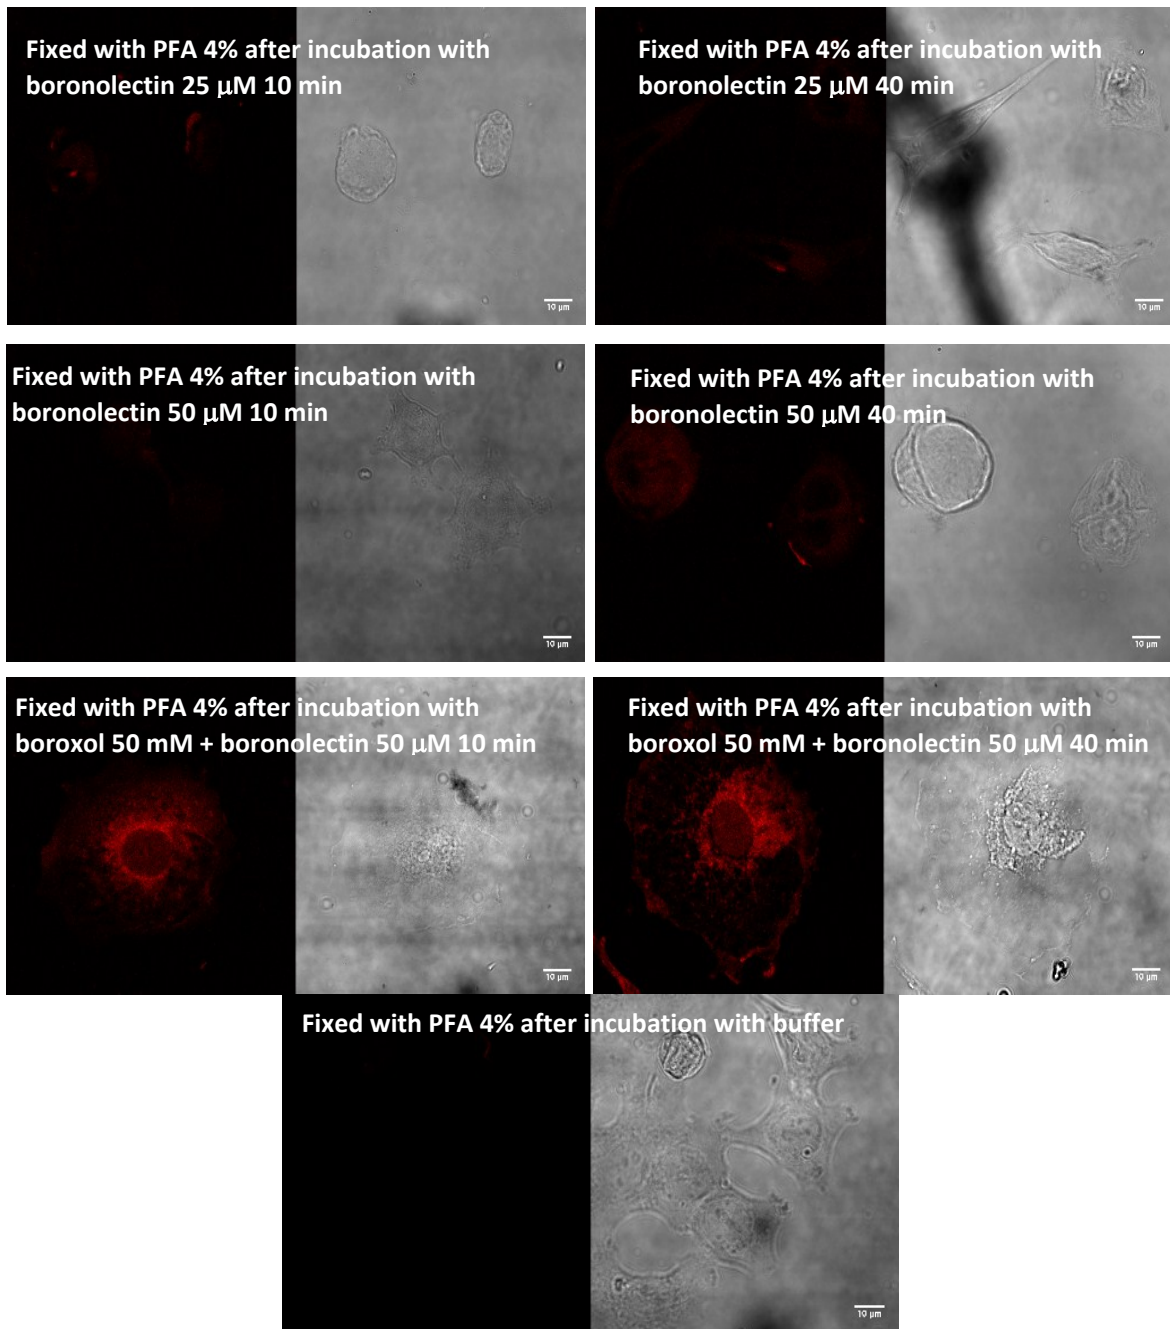 Fixed with PFA 4% after incubation with
boronolectin 25 μM 10 min
10 μm
Fixed with PFA 4% after incubation with
boronolectin 25 μM 40 min
10 μm
Fixed with PFA 4% after incubation with
boronolectin 50 μM 10 min
10 μm
Fixed with PFA 4% after incubation with
boronolectin 50 μM 40 min
10 μm
Fixed with PFA 4% after incubation with
boroxol 50 mM + boronolectin 50 μM 10 min
10 μm
Fixed with PFA 4% after incubation with
boroxol 50 mM + boronolectin 50 μM 40 min
10 μm
Fixed with PFA 4% after incubation with buffer
10 μm